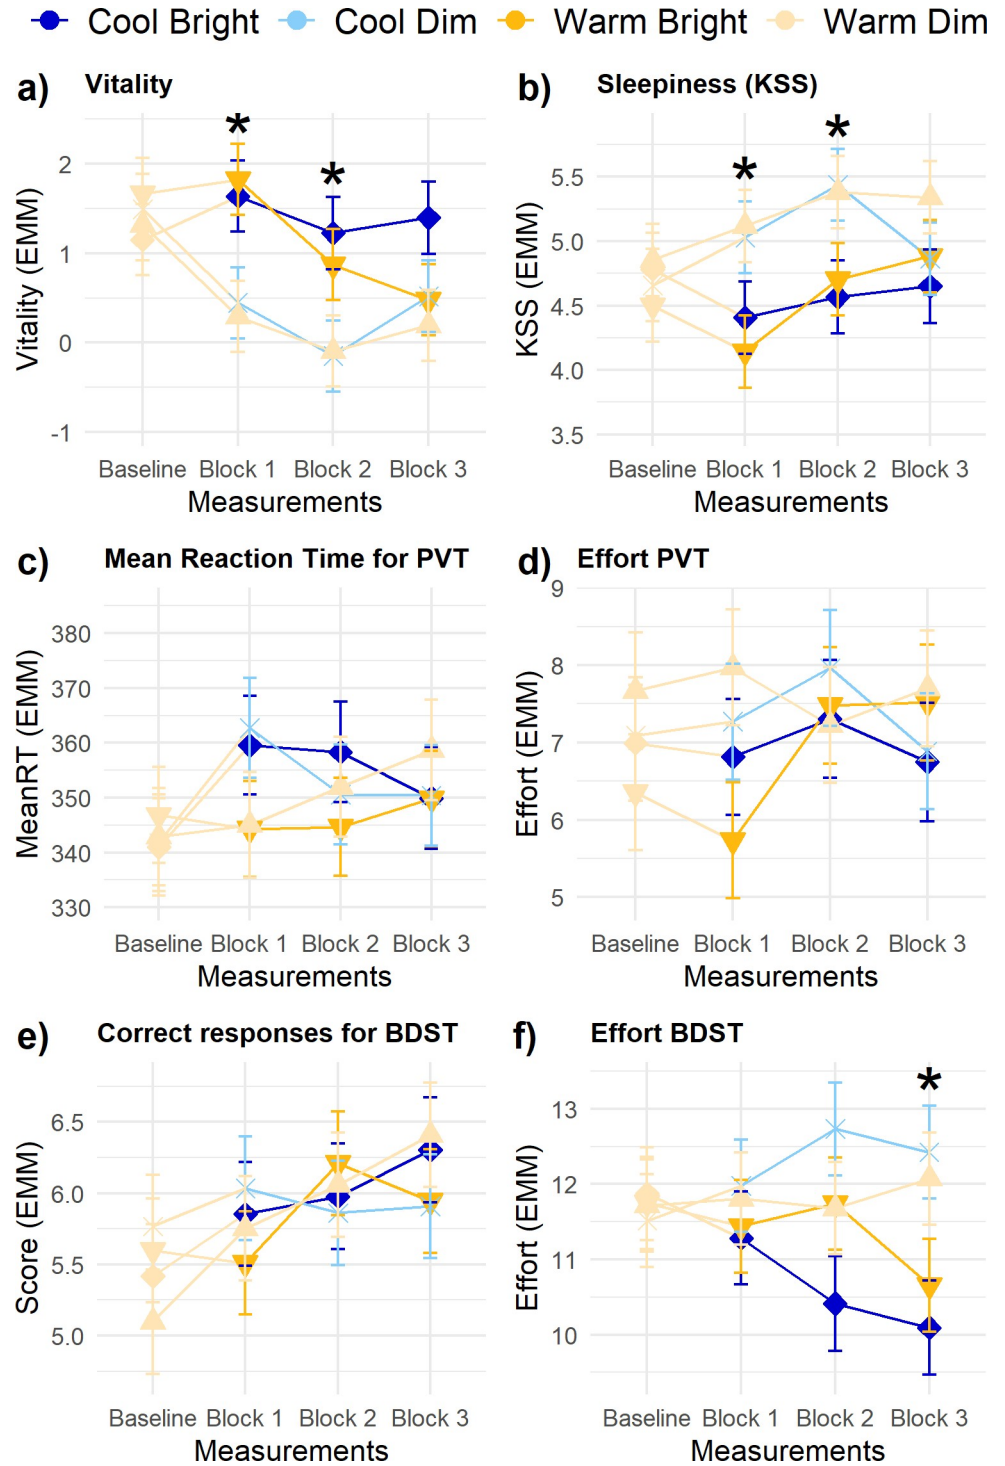 Cool Bright Cool Dim Warm Bright Warm Dim
a) Vitality
*
*
Vitality (EMM)
2
1
0
-1
Baseline Block 1 Block 2 Block 3
Measurements
b) Sleepiness (KSS)
*
*
KSS (EMM)
5.5
5.0
4.5
4.0
3.5
Baseline Block 1 Block 2 Block 3
Measurements
c) Mean Reaction Time for PVT
MeanRT (EMM)
380
370
360
350
340
330
Baseline Block 1 Block 2 Block 3
Measurements
d) Effort PVT
Effort (EMM)
9
8
7
6
5
Baseline Block 1 Block 2 Block 3
Measurements
e) Correct responses for BDST
Score (EMM)
6.5
6.0
5.5
5.0
Baseline Block 1 Block 2 Block 3
Measurements
f) Effort BDST
*
Effort (EMM)
13
12
11
10
Baseline Block 1 Block 2 Block 3
Measurements